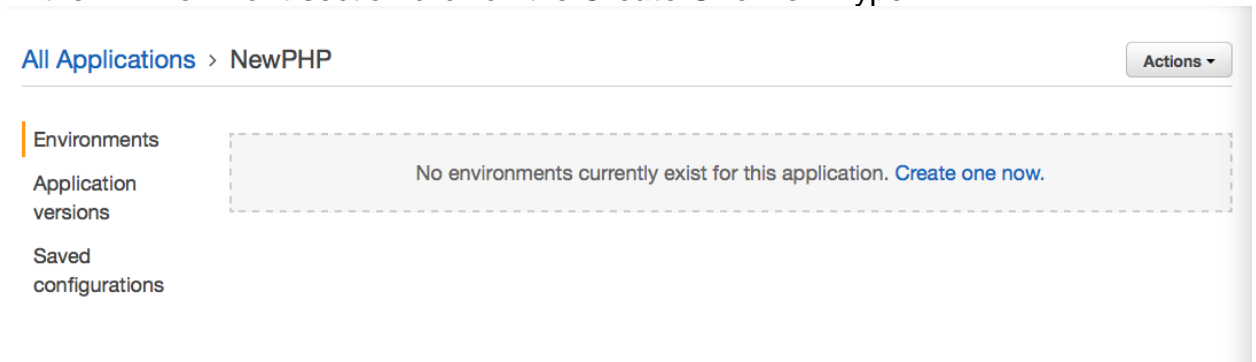 All Applications > NewPHP
Actions
Environments
No environments currently exist for this application. Create one now.
Application
versions
Saved
configurations